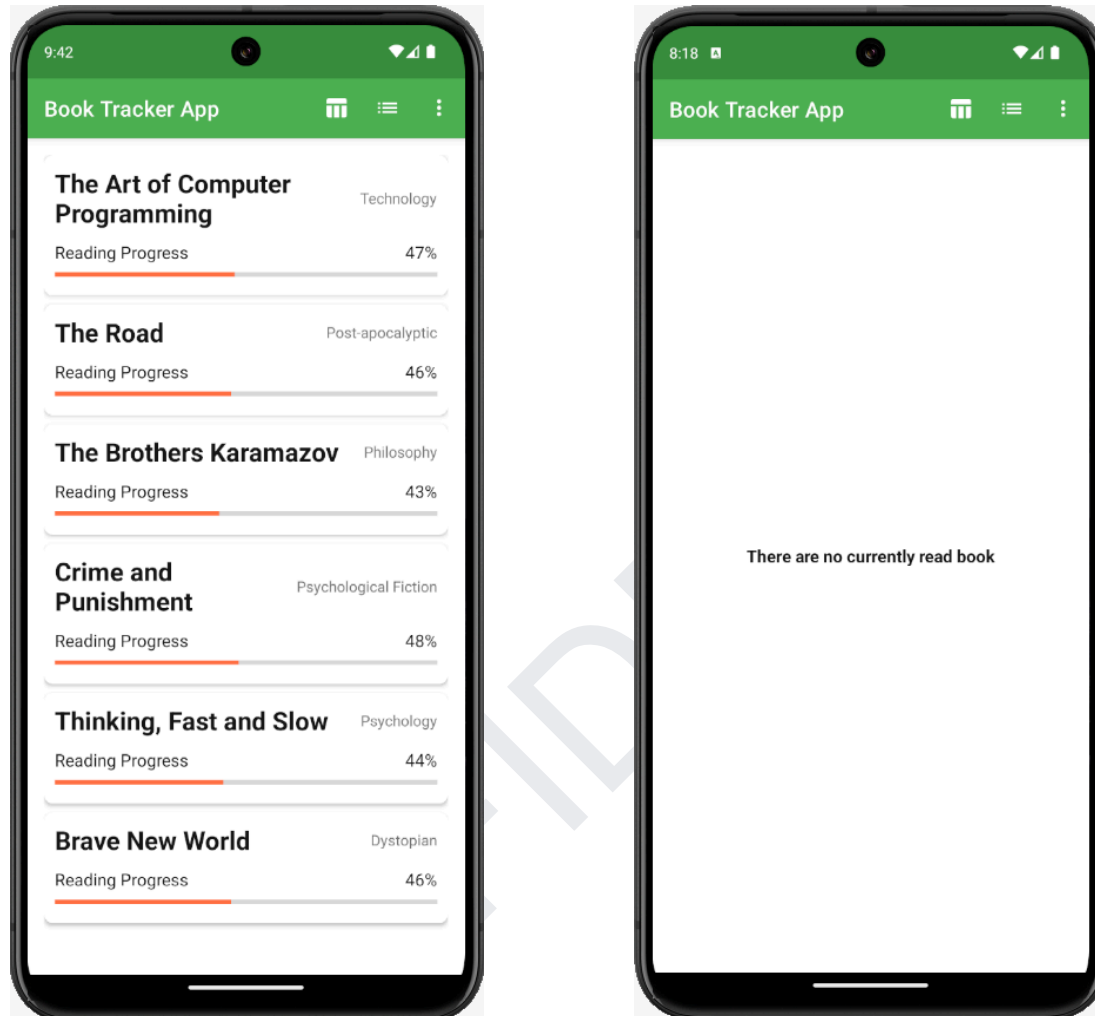 9:42
Book Tracker App
The Art of Computer
Programming
Technology
Reading Progress 47%
The Road Post-apocalyptic
Reading Progress 46%
The Brothers Karamazov Philosophy
Reading Progress 43%
Crime and
Punishment
Psychological Fiction
Reading Progress 48%
Thinking, Fast and Slow Psychology
Reading Progress 44%
Brave New World Dystopian
Reading Progress 46%
8:18 A
Book Tracker App
There are no currently read book